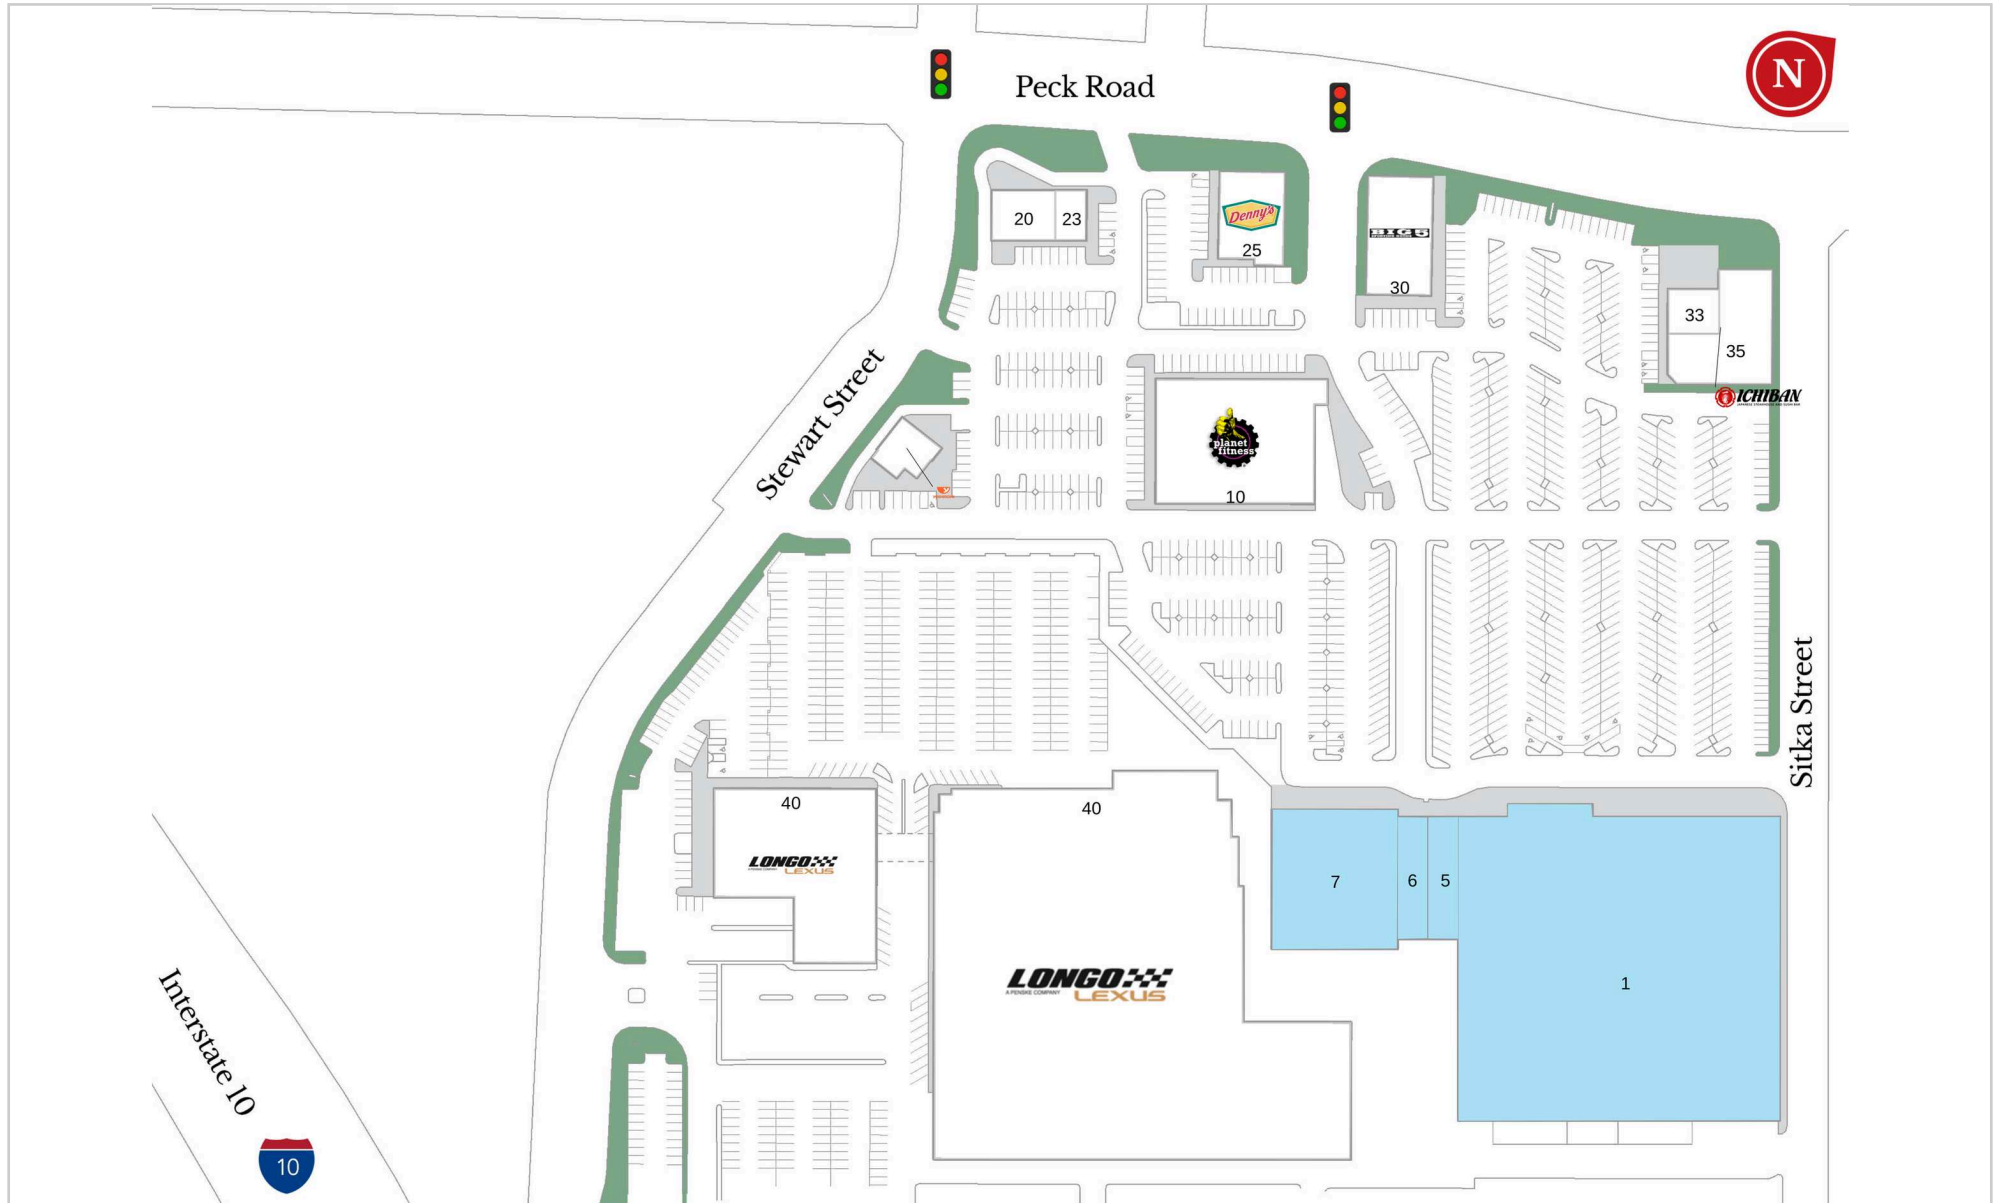 N
Peck Road
20
23
Denny's
25
BIG 5
30
33
35
ICHIBAN
Stewart Street
planet
fitness
10
Sitka Street
40
40
LONGO
LEXUS
7
6
5
1
LONGO
A PENSKE COMPANY
LEXUS
Interstate 10
10